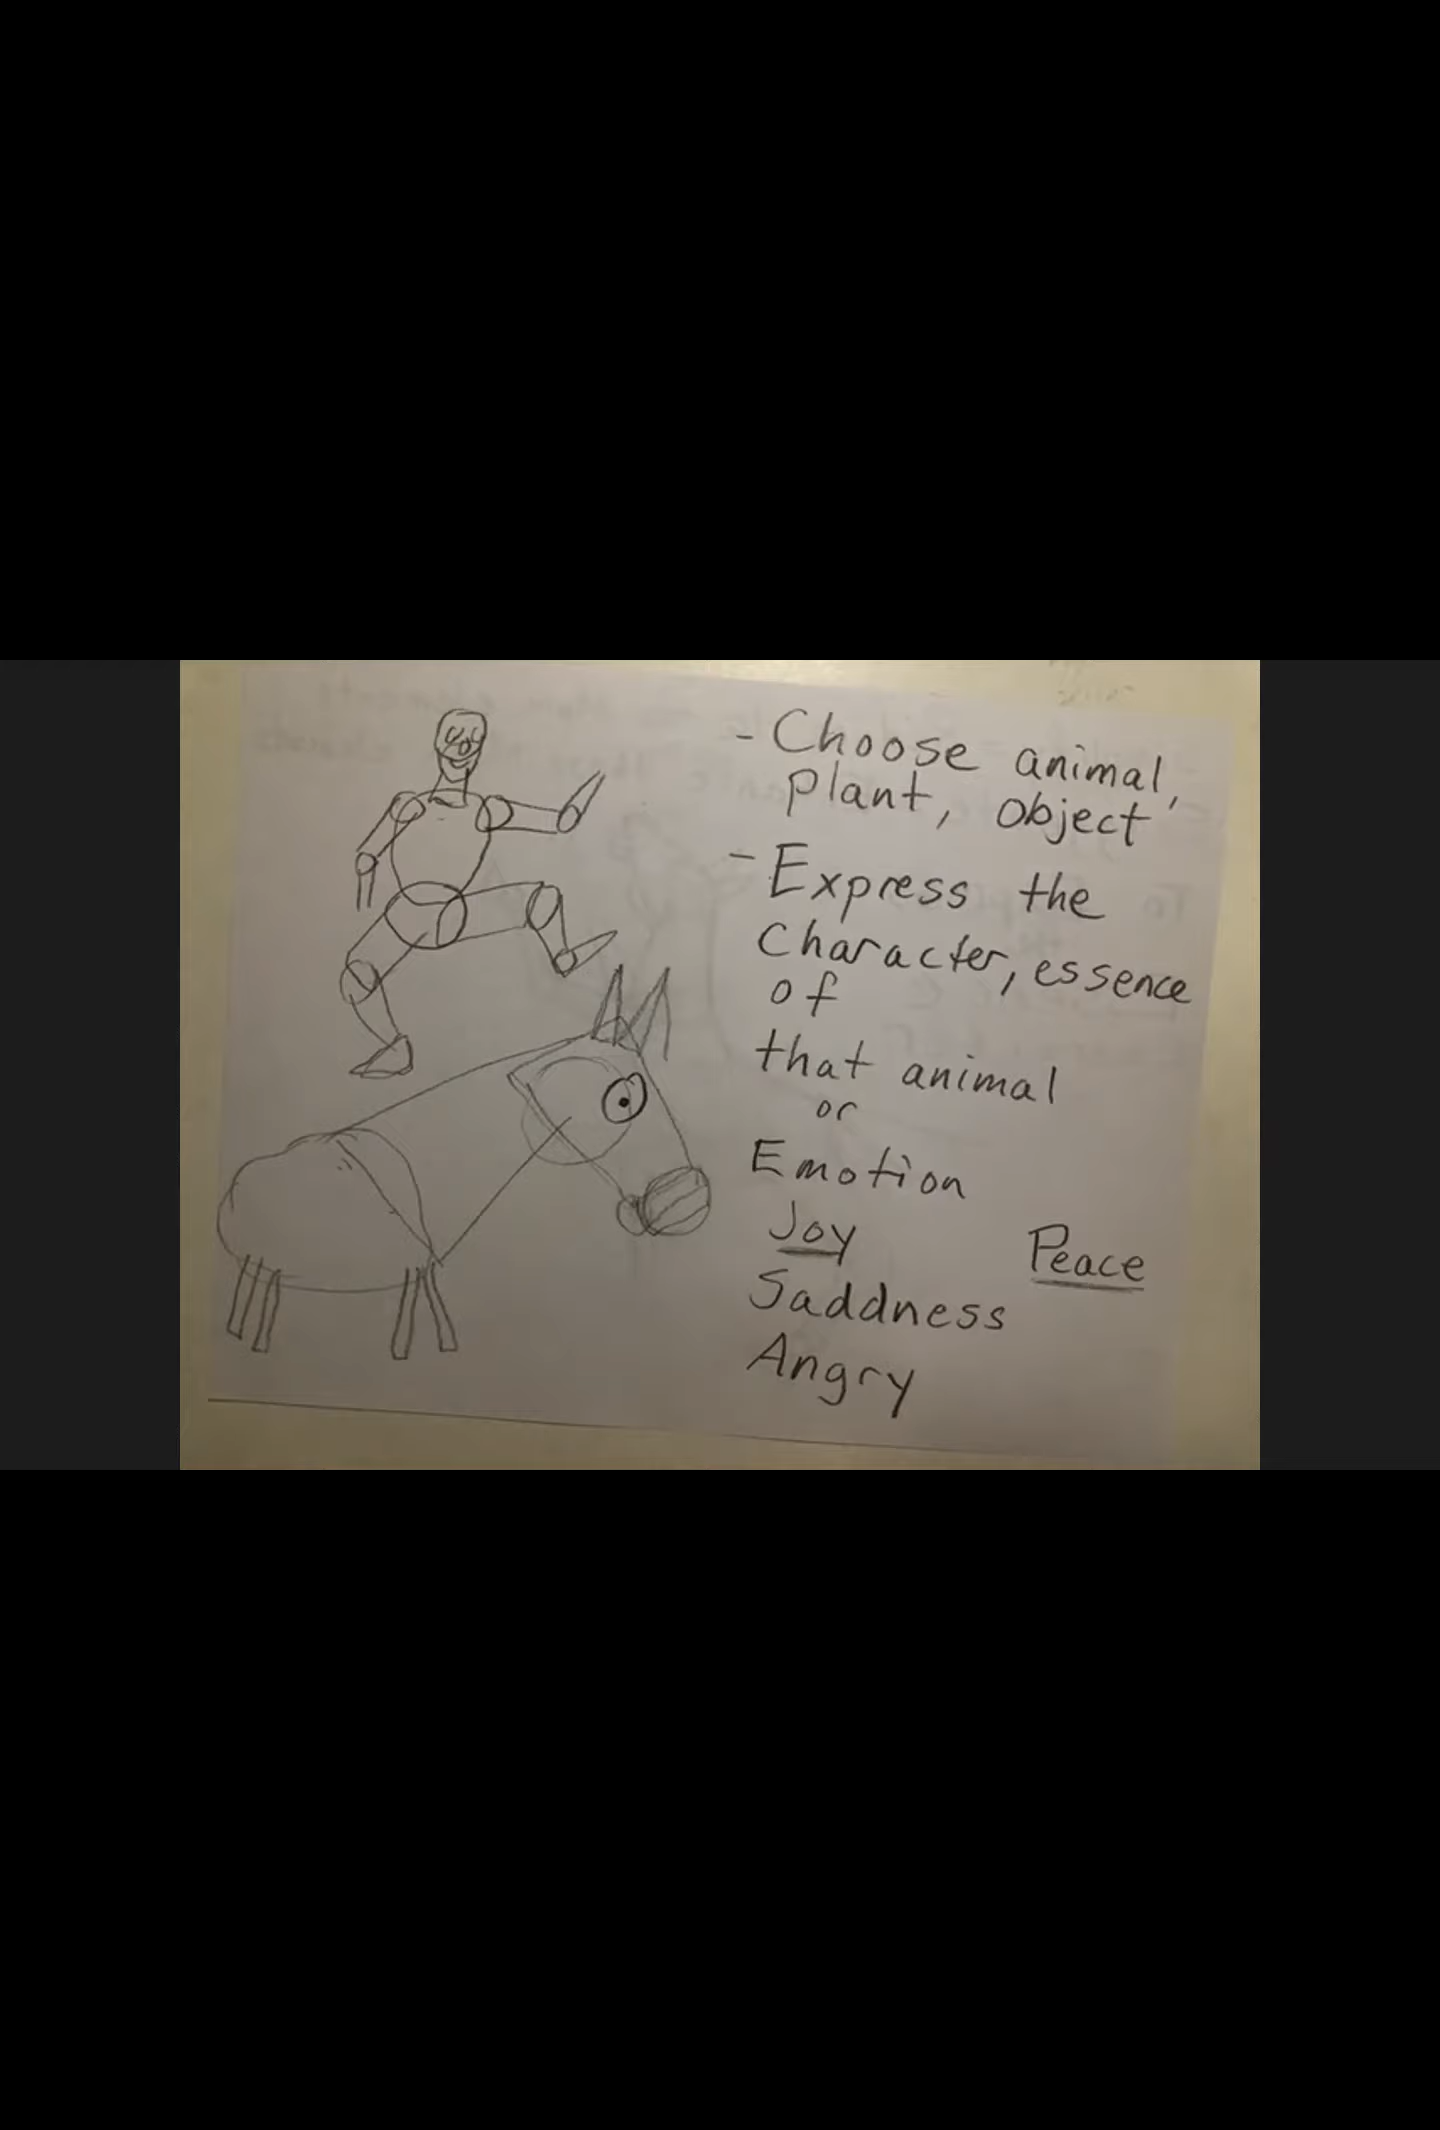 - Choose animal,
plant, object
- Express the
character, essence
of
that animal
or
Emotion
Joy Peace
Saddness
Angry